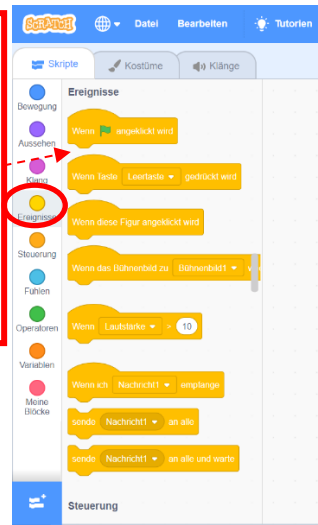 SCRATCH Datei Bearbeiten Tutorien
Skripte Kostüme Klänge
Ereignisse
Bewegung
Aussehen
Klang
Ereignisse
Steuerung
Fühlen
Operatoren
Variablen
Meine
Blöcke
Wenn angeklickt wird
Wenn Taste Leertaste gedrückt wird
Wenn diese Figur angeklickt wird
Wenn das Bühnenbild zu Bühnenbild1
Wenn Lautstärke > 10
Wenn ich Nachricht1 empfange
sende Nachricht1 an alle
sende Nachricht1 an alle und warte
Steuerung